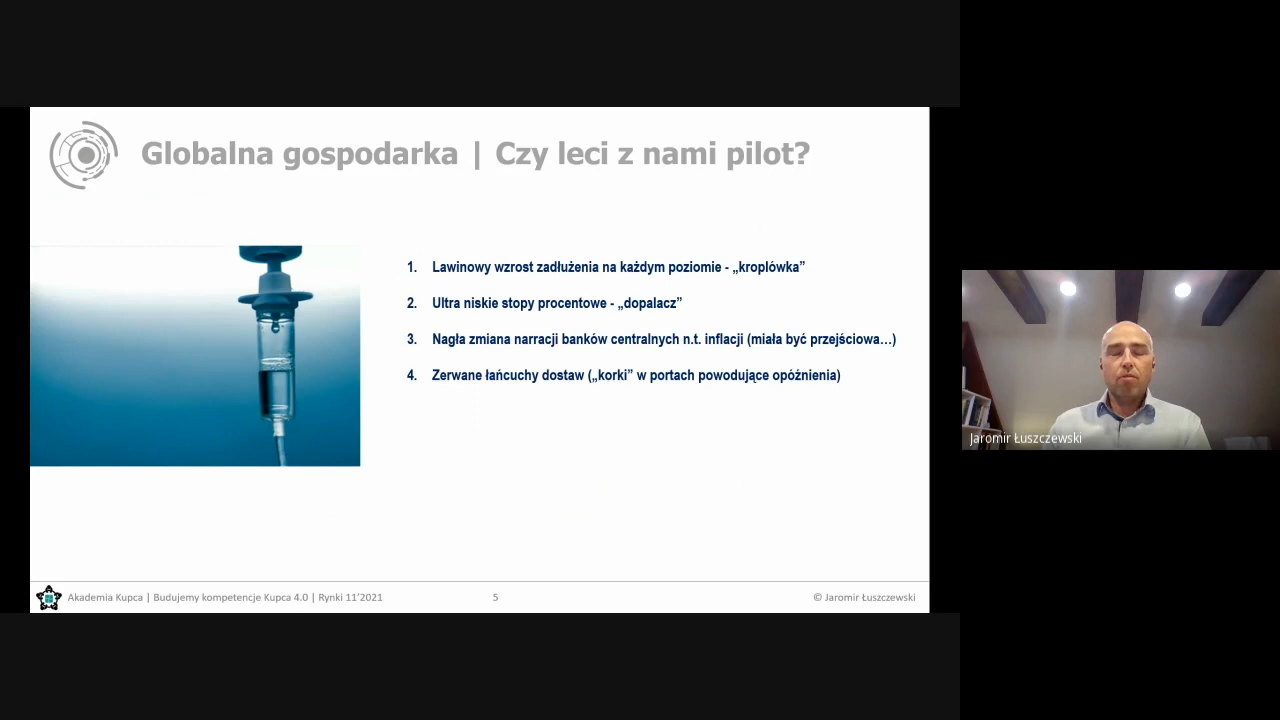 Globalna gospodarka | Czy leci z nami pilot?
1. Lawinowy wzrost zadłużenia na każdym poziomie - „kroplówka”
2. Ultra niskie stopy procentowe - „dopalacz”
3. Nagła zmiana narracji banków centralnych n.t. inflacji (miała być przejściowa…)
4. Zerwane łańcuchy dostaw („korki” w portach powodujące opóźnienia)
Jaromir Łuszczewski
Akademia Kupca | Budujemy kompetencje Kupca 4.0 | Rynki 11’2021
5
© Jaromir Łuszczewski